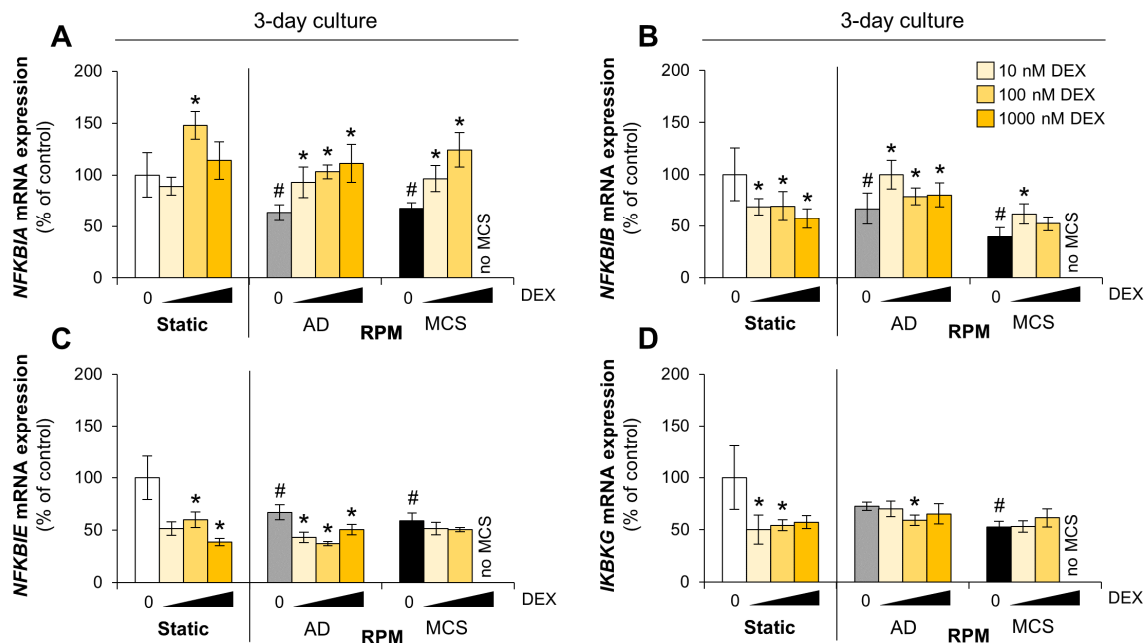 A
3-day culture
NFKBIA mRNA expression
(% of control)
200
150
100
50
0
*
#
*
*
*
#
*
*
no MCS
0
0
0
DEX
Static
AD
RPM
MCS
B
3-day culture
NFKBIB mRNA expression
(% of control)
200
150
100
50
0
10 nM DEX
100 nM DEX
1000 nM DEX
*
*
*
#
*
*
*
#
*
no MCS
0
0
0
DEX
Static
AD
RPM
MCS
C
NFKBIE mRNA expression
(% of control)
200
150
100
50
0
*
*
#
*
*
*
#
no MCS
0
0
0
DEX
Static
AD
RPM
MCS
D
IKBKG mRNA expression
(% of control)
200
150
100
50
0
*
*
*
#
no MCS
0
0
0
DEX
Static
AD
RPM
MCS